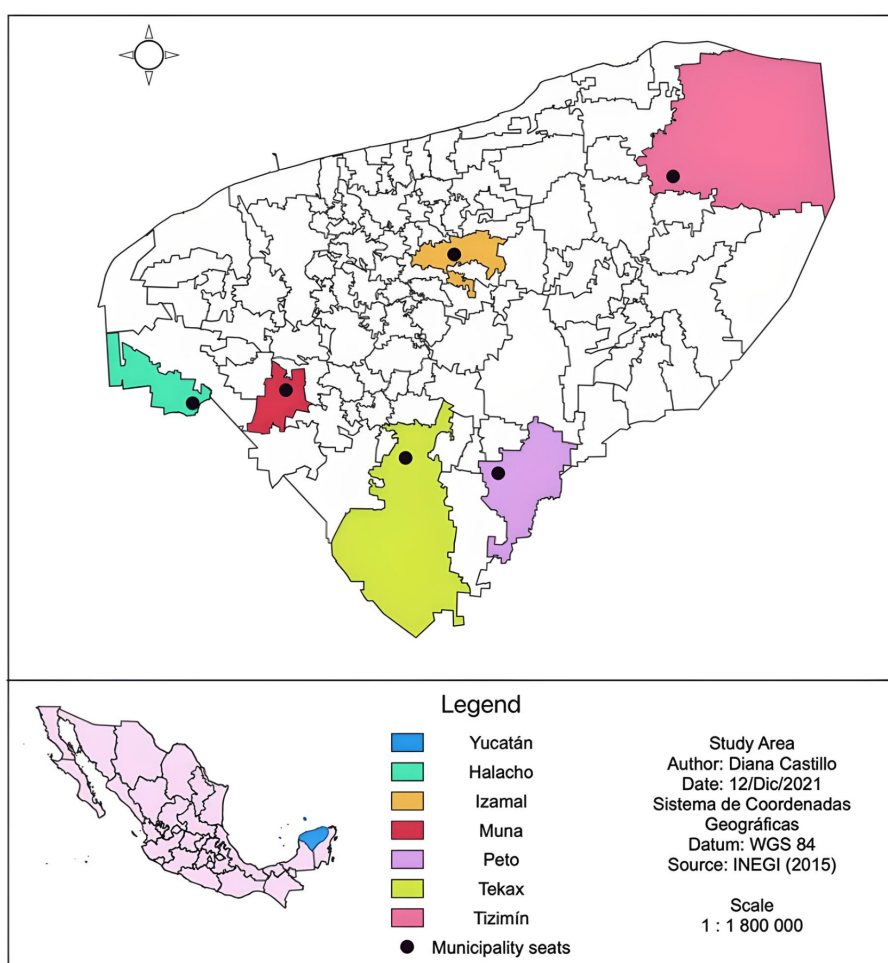 Legend
Yucatán
Halacho
Izamal
Muna
Peto
Tekax
Tizimín
Municipality seats
Study Area
Author: Diana Castillo
Date: 12/Dic/2021
Sistema de Coordenadas
Geográficas
Datum: WGS 84
Source: INEGI (2015)
Scale
1 : 1 800 000